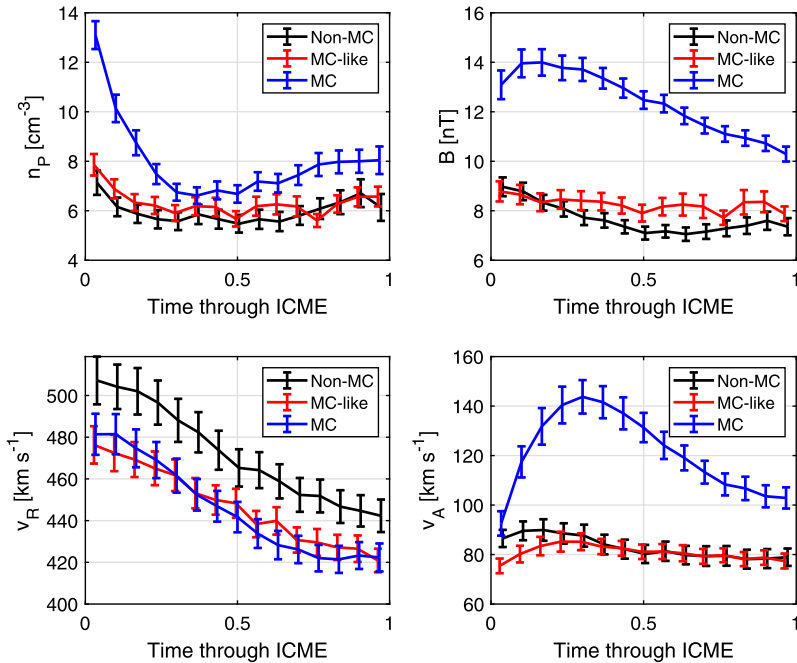 14
12
10
8
6
4
n_P [cm^-3]
Non-MC
MC-like
MC
0
0.5
1
Time through ICME
16
14
12
10
8
6
B [nT]
Non-MC
MC-like
MC
0
0.5
1
Time through ICME
500
480
460
440
420
400
v_R [km s^-1]
Non-MC
MC-like
MC
0
0.5
1
Time through ICME
160
140
120
100
80
60
v_A [km s^-1]
Non-MC
MC-like
MC
0
0.5
1
Time through ICME